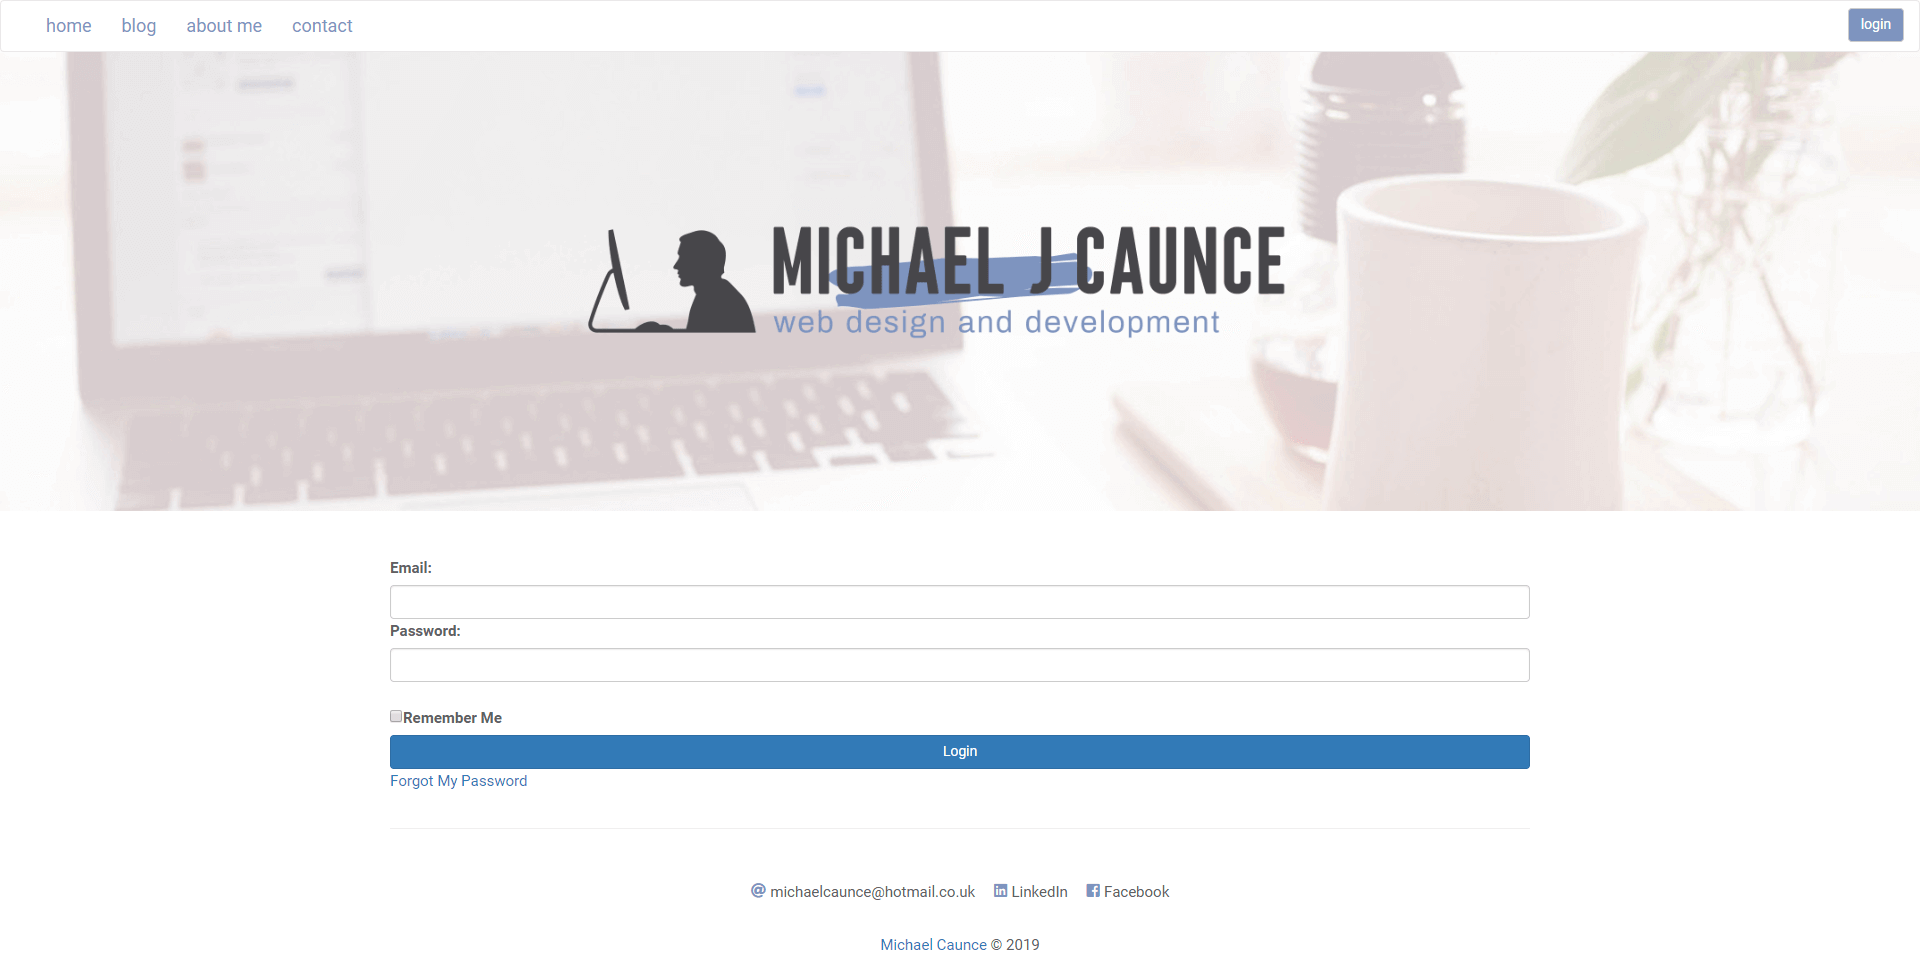 home blog about me contact login
MICHAEL J CAUNCE
web design and development
Email:
Password:
Remember Me
Login
Forgot My Password
michaelcaunce@hotmail.co.uk LinkedIn Facebook
Michael Caunce © 2019